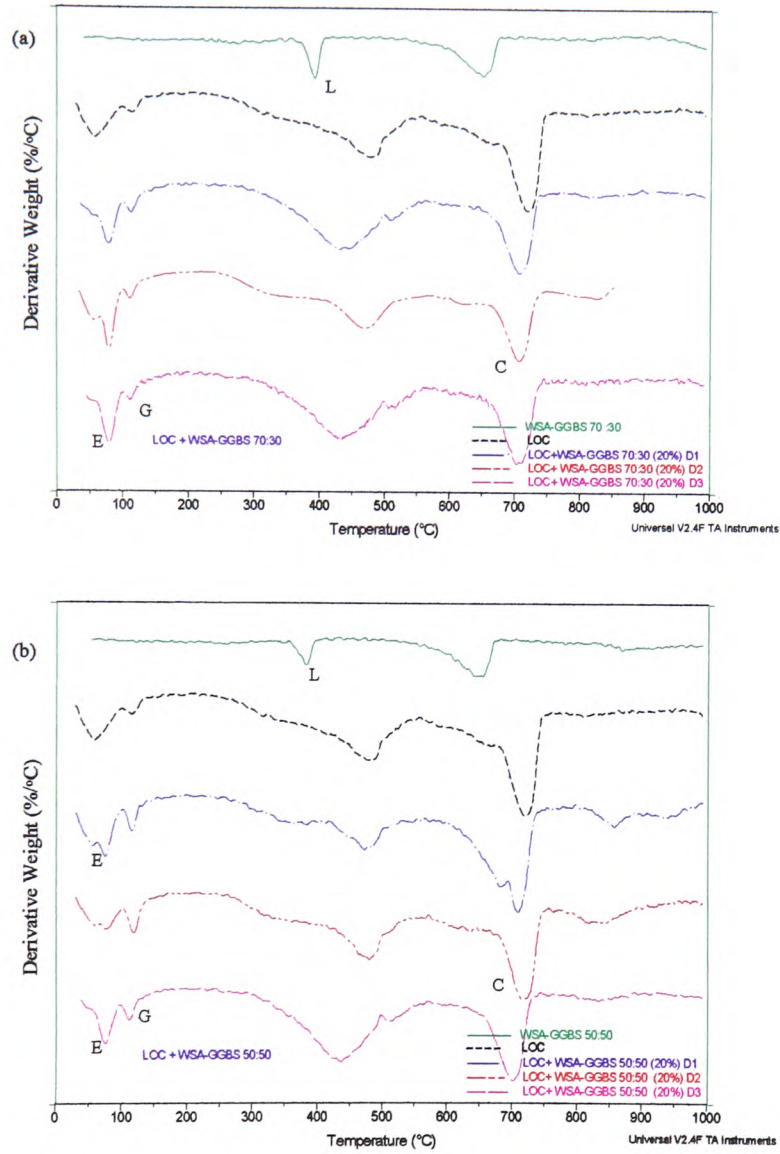 (a)
Derivative Weight (%/°C)
L
C
E
G
LOC + WSA-GGBS 70:30
WSA-GGBS 70 :30
LOC
LOC+WSA-GGBS 70:30 (20%) D1
LOC+ WSA-GGBS 70:30 (20%) D2
LOC + WSA-GGBS 70:30 (20%) D3
0 100 200 300 400 500 600 700 800 900 1000
Temperature (°C)
Universal V2.4F TA Instruments
(b)
Derivative Weight (%/°C)
L
E
C
E
G
LOC + WSA-GGBS 50:50
WSA-GGBS 50:50
LOC
LOC+ WSA-GGBS 50:50 (20%) D1
LOC+ WSA-GGBS 50:50 (20%) D2
LOC+ WSA-GGBS 50:50 (20%) D3
0 100 200 300 400 500 600 700 800 900 1000
Temperature (°C)
Universal V2.4F TA Instruments